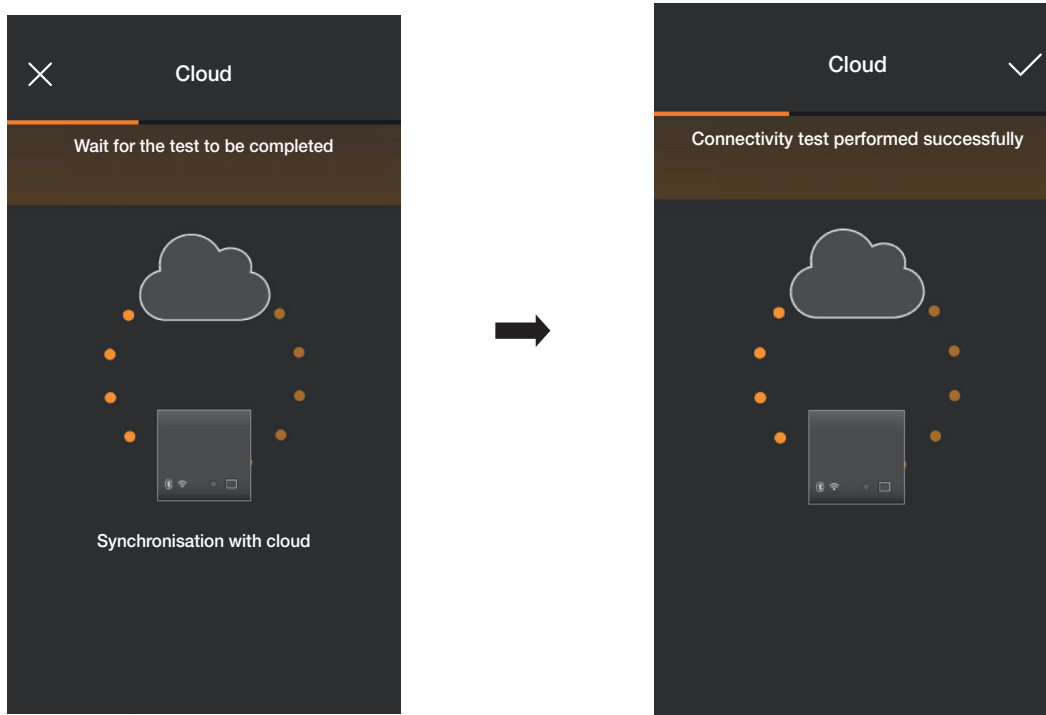 Cloud
Wait for the test to be completed
Synchronisation with cloud
Cloud
Connectivity test performed successfully